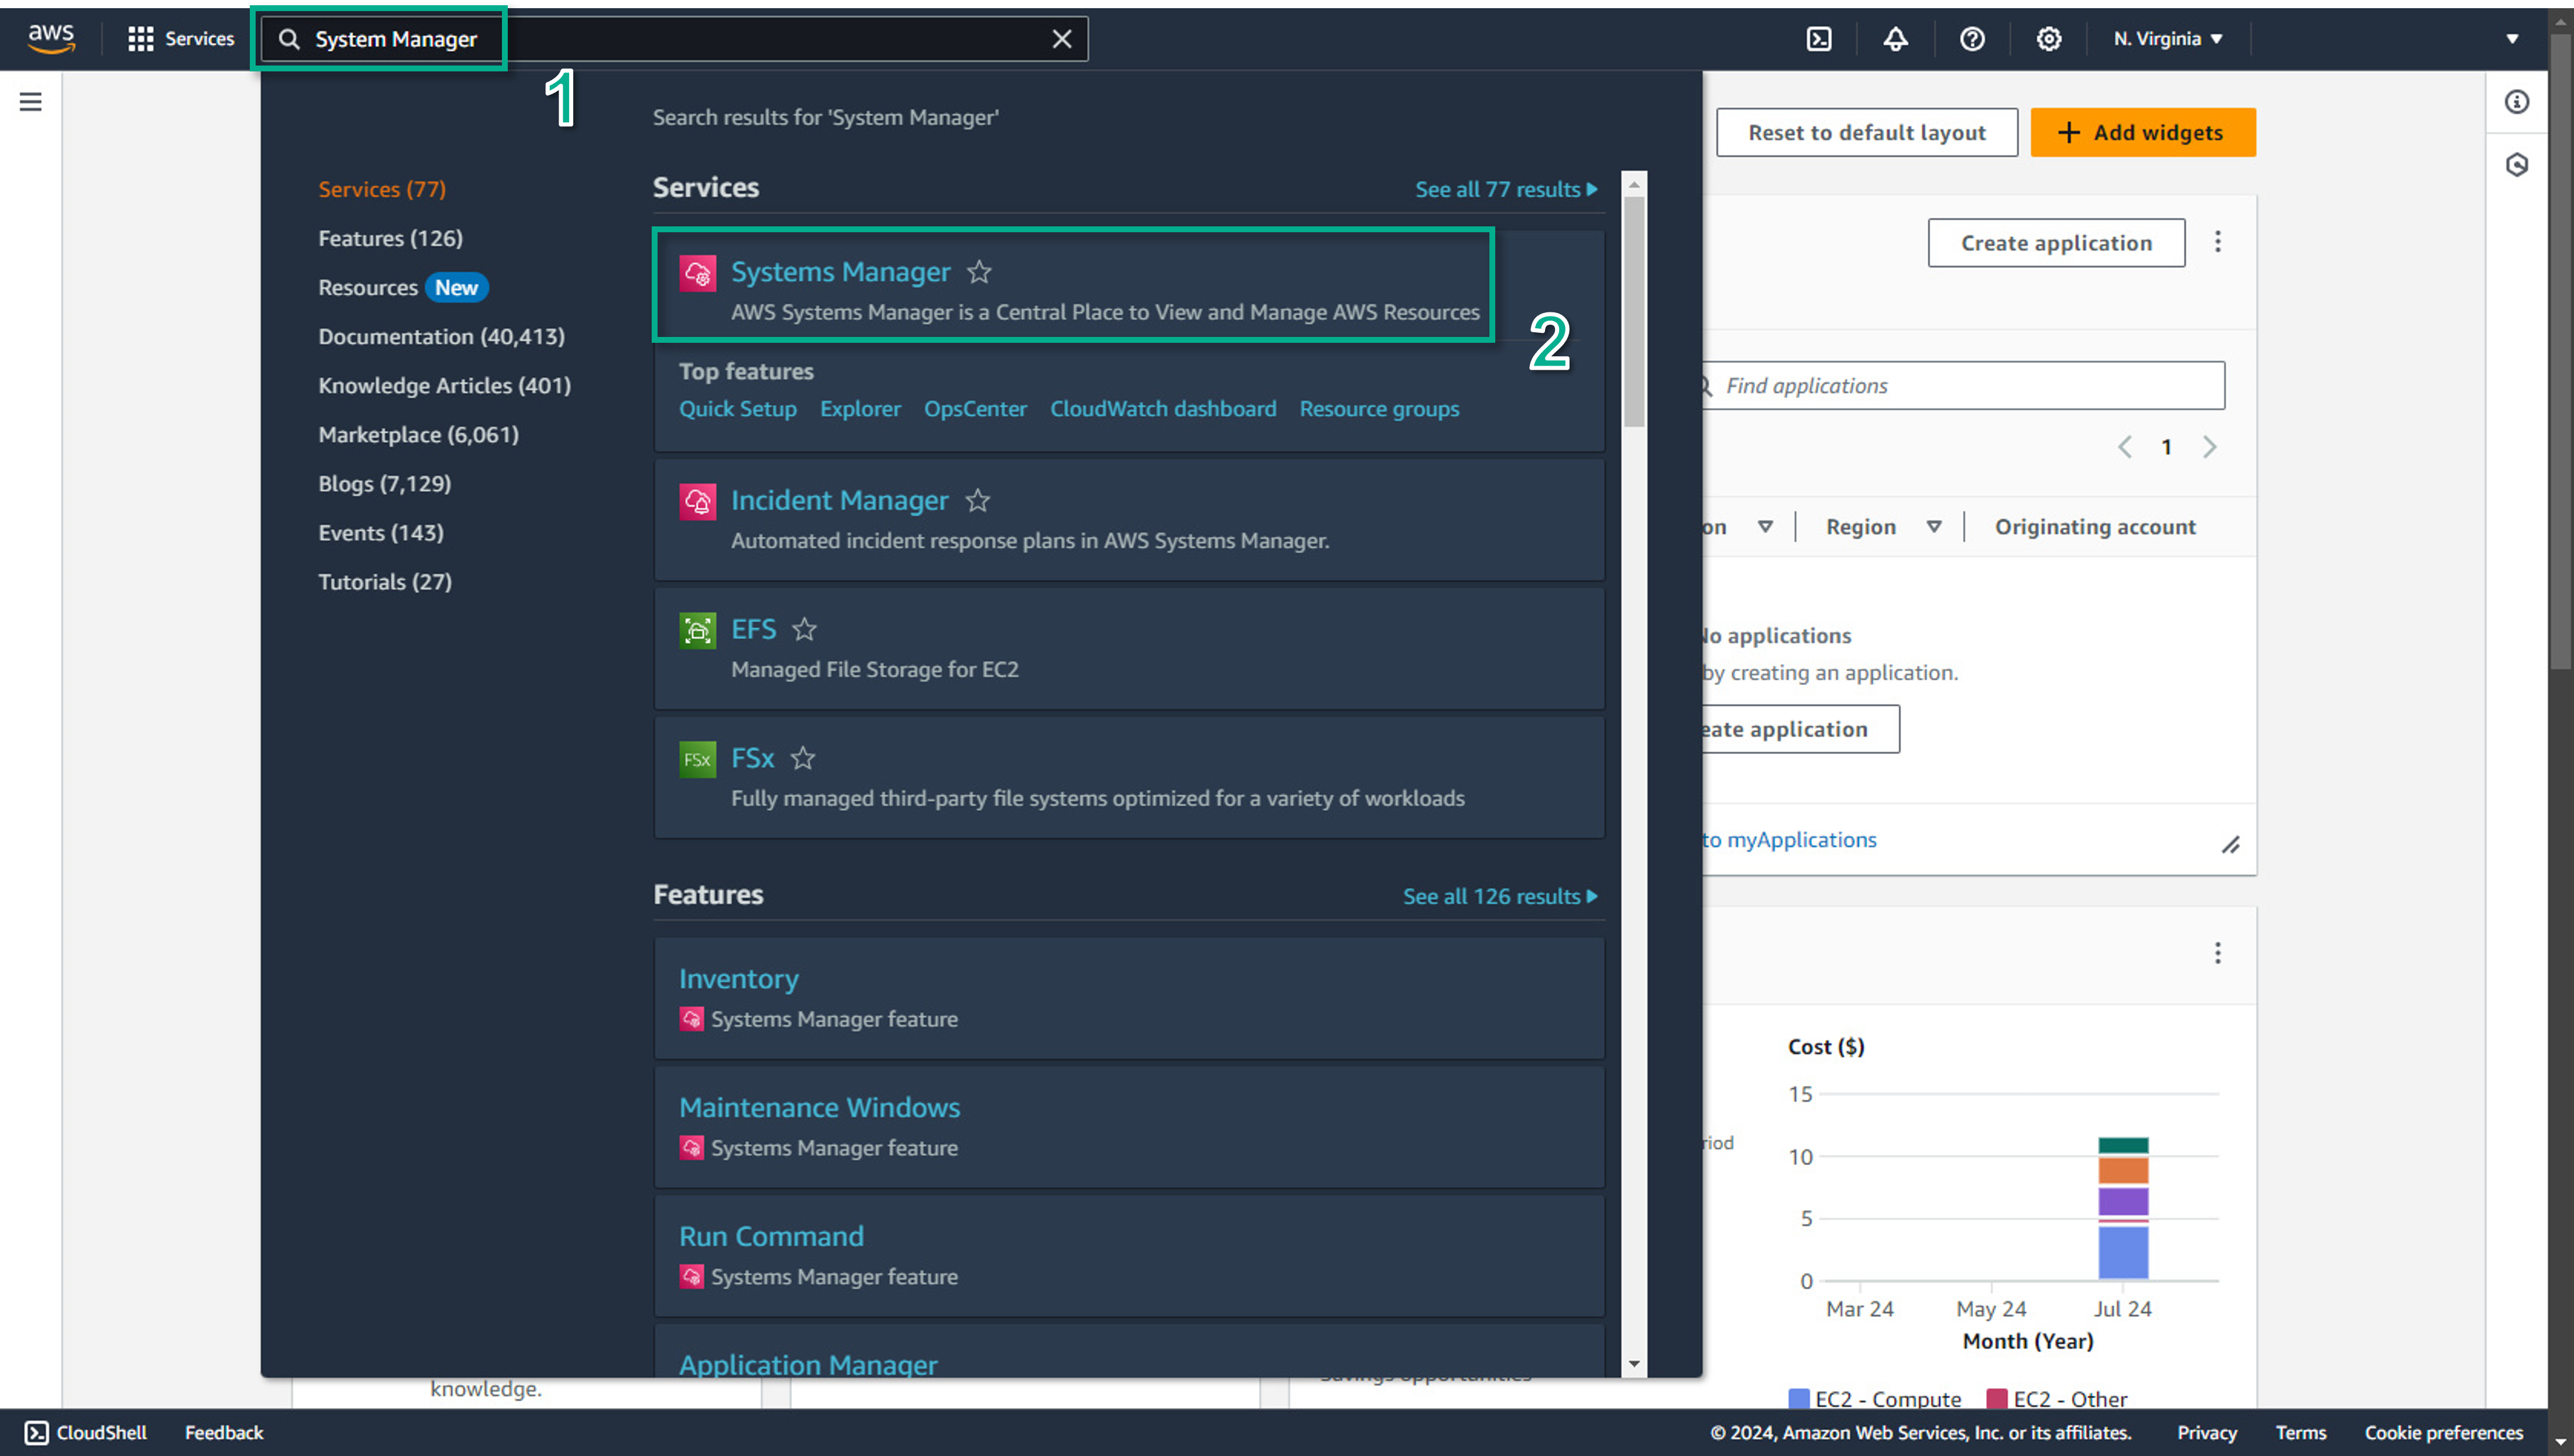 aws
Services
System Manager
N. Virginia
1
Search results for 'System Manager'
Reset to default layout
Add widgets
Services (77)
Features (126)
Resources New
Documentation (40,413)
Knowledge Articles (401)
Marketplace (6,061)
Blogs (7,129)
Events (143)
Tutorials (27)
Services
See all 77 results
Systems Manager
AWS Systems Manager is a Central Place to View and Manage AWS Resources
2
Top features
Quick Setup Explorer OpsCenter CloudWatch dashboard Resource groups
Incident Manager
Automated incident response plans in AWS Systems Manager.
EFS
Managed File Storage for EC2
FSx
FSx
Fully managed third-party file systems optimized for a variety of workloads
Features
See all 126 results
Inventory
Systems Manager feature
Maintenance Windows
Systems Manager feature
Run Command
Systems Manager feature
Application Manager
Create application
Find applications
1
on Region Originating account
No applications
by creating an application.
eate application
to myApplications
Cost ($)
15
riod
10
5
0
Mar 24 May 24 Jul 24
Month (Year)
EC2 - Compute EC2 - Other
knowledge.
CloudShell Feedback
© 2024, Amazon Web Services, Inc. or its affiliates. Privacy Terms Cookie preferences